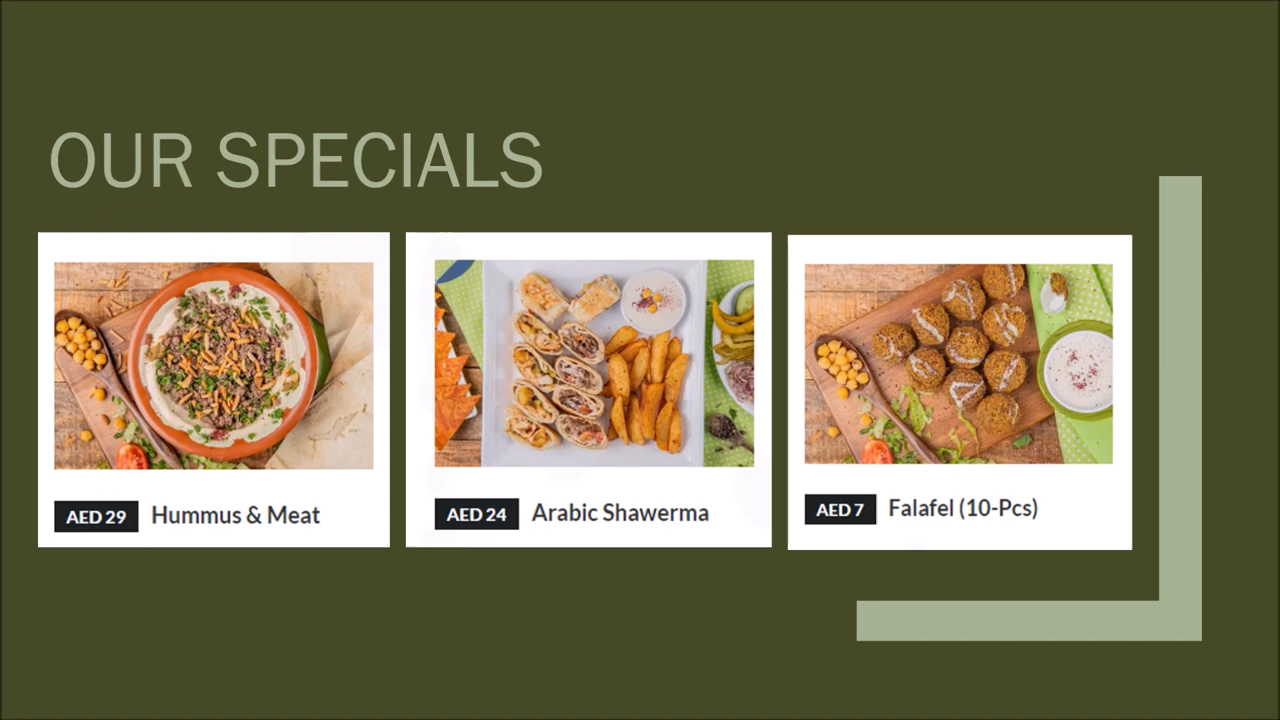 OUR SPECIALS
AED 29 Hummus & Meat
AED 24 Arabic Shawerma
AED 7 Falafel (10-Pcs)